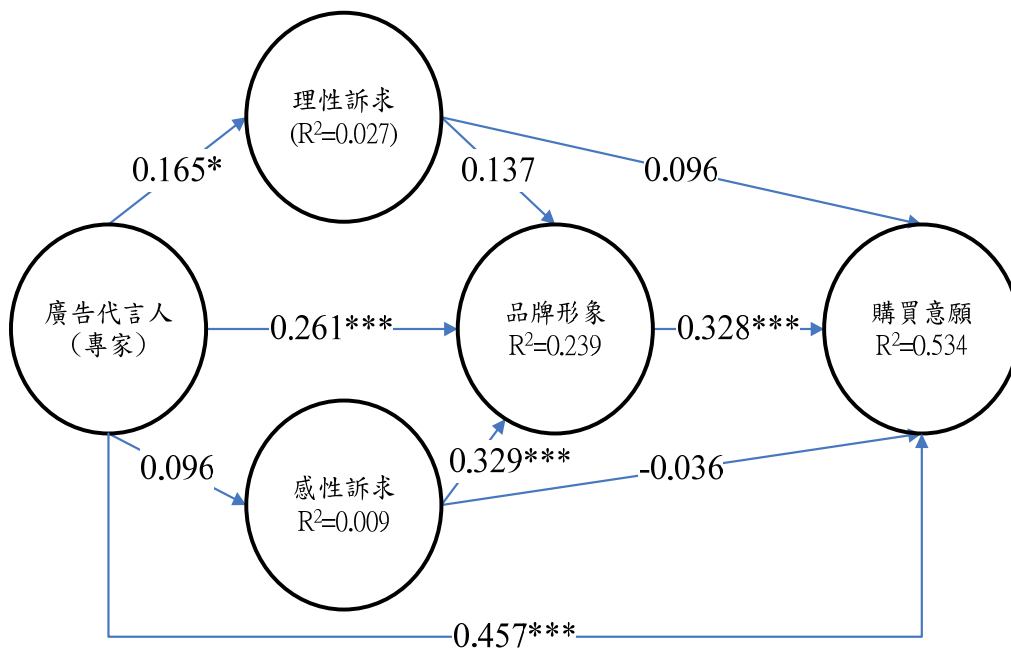 理性訴求
(R²=0.027)
0.165*
0.137
0.096
廣告代言人
（專家）
0.261***
品牌形象
R²=0.239
0.328***
購買意願
R²=0.534
0.096
感性訴求
R²=0.009
0.329***
-0.036
0.457***